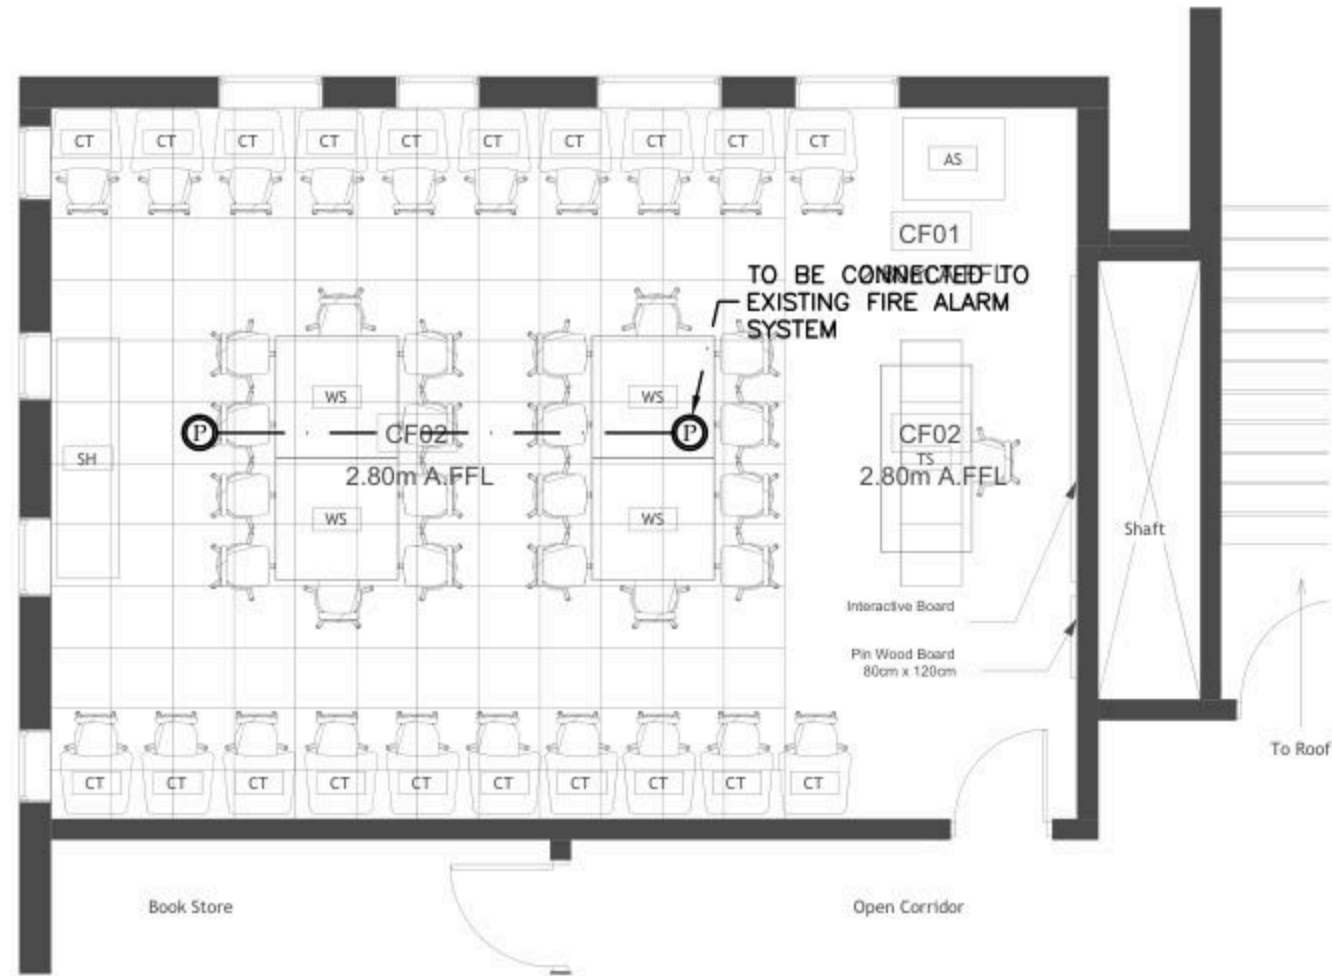 CT CT CT CT CT CT CT CT CT CT
AS
CF01
TO BE CONNECTED TO
EXISTING FIRE ALARM
SYSTEM
WS WS
P P
CF02 CF02
SH TS
2.80m A.FFL 2.80m A.FFL
WS WS
Shaft
Interactive Board
Pin Wood Board
80cm x 120cm
To Roof
CT CT CT CT CT CT CT CT CT CT
Book Store Open Corridor